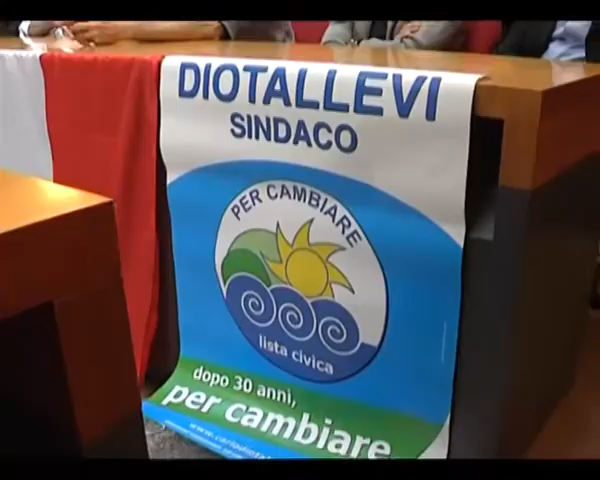 DIOTALLEVI
SINDACO
PER CAMBIARE
lista civica
dopo 30 anni,
per cambiare